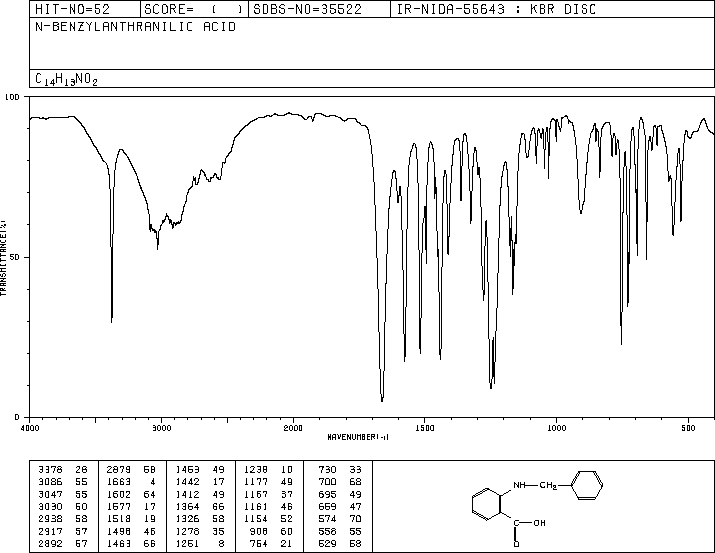 HIT-NO=52 SCORE= ( ) SDBS-NO=35522 IR-NIDA-55643 : KBR DISC
N-BENZYLANTHRANILIC ACID
C14H13NO2
100
50
0
TRANSMITTANCE(%)
4000 3000 2000 1500 1000 500
WAVENUMBER(-1)
3378 28 2879 58 1453 49 1238 10 730 33
3086 55 1663 4 1442 17 1177 49 700 68
3047 55 1602 64 1412 49 1167 37 695 49
3030 50 1577 17 1364 66 1161 46 659 47
2938 58 1518 19 1326 58 1154 52 574 70
2917 57 1498 46 1278 35 908 60 558 55
2892 57 1463 66 1251 8 754 21 529 58
NH CH2
C OH
O